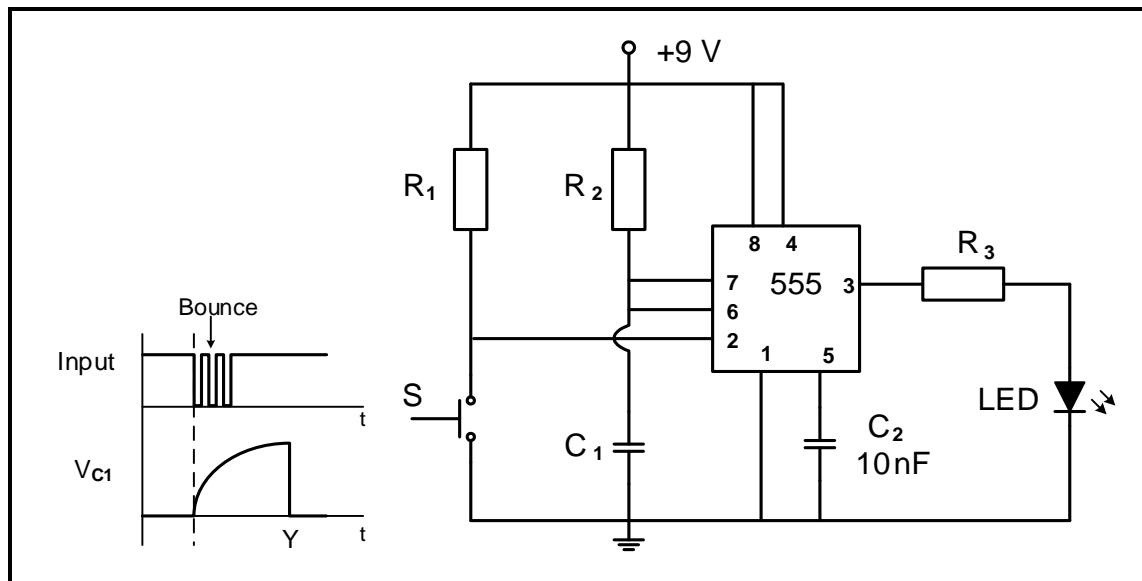 +9 V
R1
R2
8 4
7 555 3
6
2
1 5
R3
S
C1
C2
10nF
LED
Bounce
Input
t
VC1
Y t